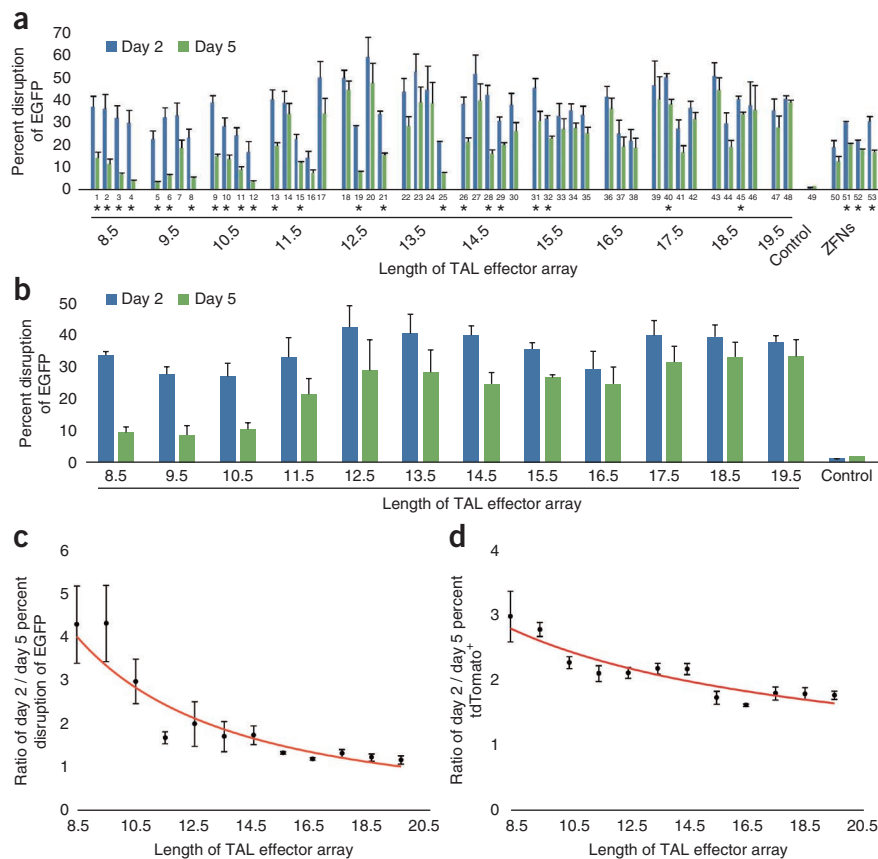 a
Percent disruption
of EGFP
70
60
50
40
30
20
10
0
Day 2 Day 5
1 2 3 4 5 6 7 8 9 10 11 12 13 14 15 16 17 18 19 20 21 22 23 24 25 26 27 28 29 30 31 32 33 34 35 36 37 38 39 40 41 42 43 44 45 46 47 48 49 50 51 52 53
* * * * * * * * * * * * * * * * * * * * * * * * * *
8.5 9.5 10.5 11.5 12.5 13.5 14.5 15.5 16.5 17.5 18.5 19.5 Control ZFNs
Length of TAL effector array
b
Percent disruption
of EGFP
50
40
30
20
10
0
Day 2 Day 5
8.5 9.5 10.5 11.5 12.5 13.5 14.5 15.5 16.5 17.5 18.5 19.5 Control
Length of TAL effector array
c
Ratio of day 2 / day 5 percent
disruption of EGFP
6
5
4
3
2
1
0
8.5 10.5 12.5 14.5 16.5 18.5 20.5
Length of TAL effector array
d
Ratio of day 2 / day 5 percent
tdTomato+
4
3
2
1
0
8.5 10.5 12.5 14.5 16.5 18.5 20.5
Length of TAL effector array